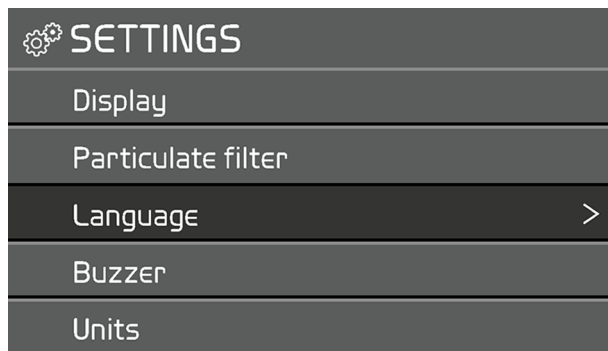 SETTINGS
Display
Particulate filter
Language >
Buzzer
Units